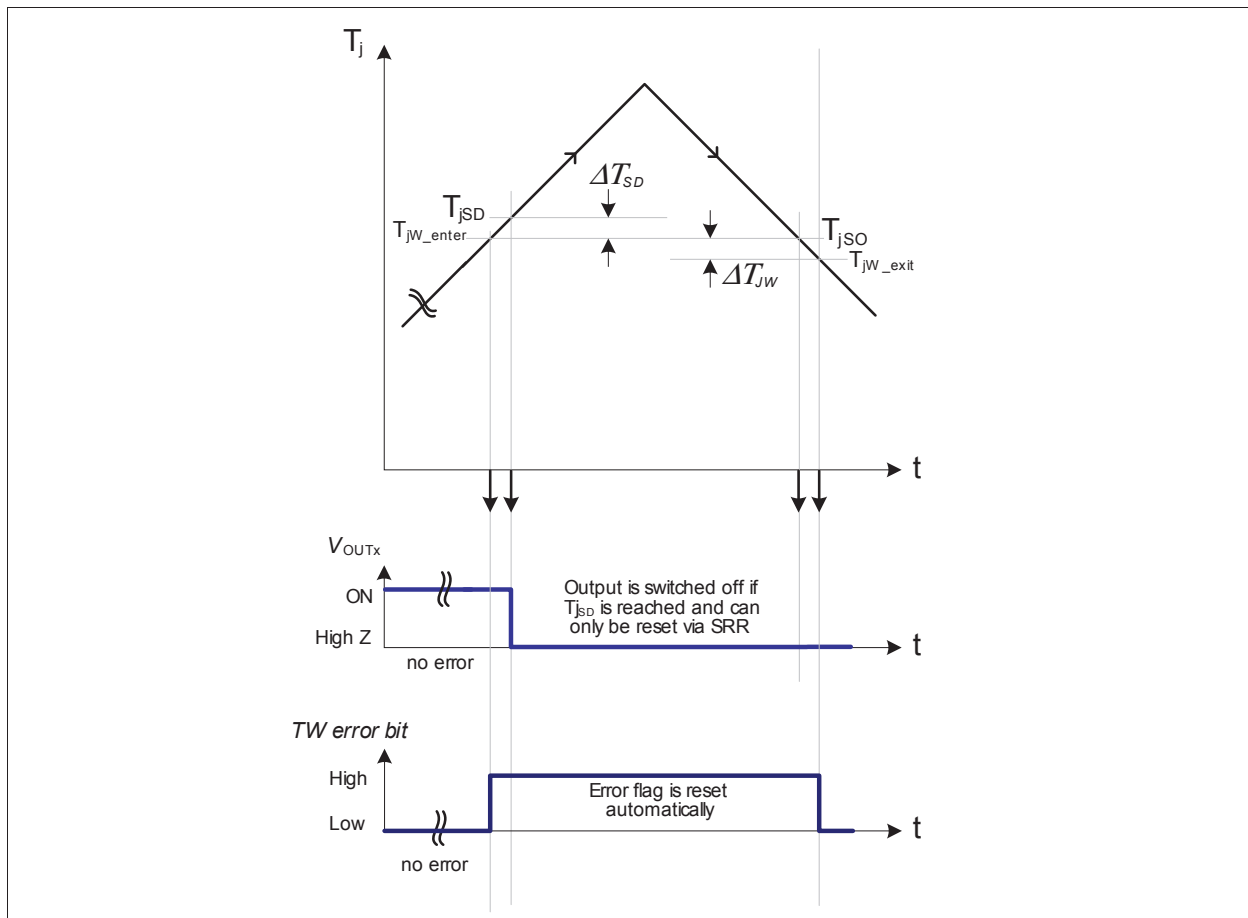 Tj
ΔTSD
TjSD
TjW_enter
TjSO
TjW_exit
ΔTJW
t
VOUTx
ON
Output is switched off if
TjSD is reached and can
only be reset via SRR
High Z
t
no error
TW error bit
High
Error flag is reset
automatically
Low
t
no error